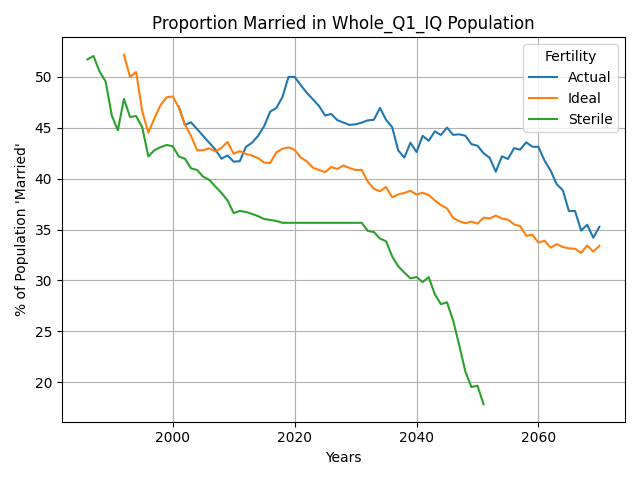 Proportion Married in Whole_Q1_IQ Population
% of Population 'Married'
50
45
40
35
30
25
20
2000
2020
2040
2060
Years
Fertility
Actual
Ideal
Sterile